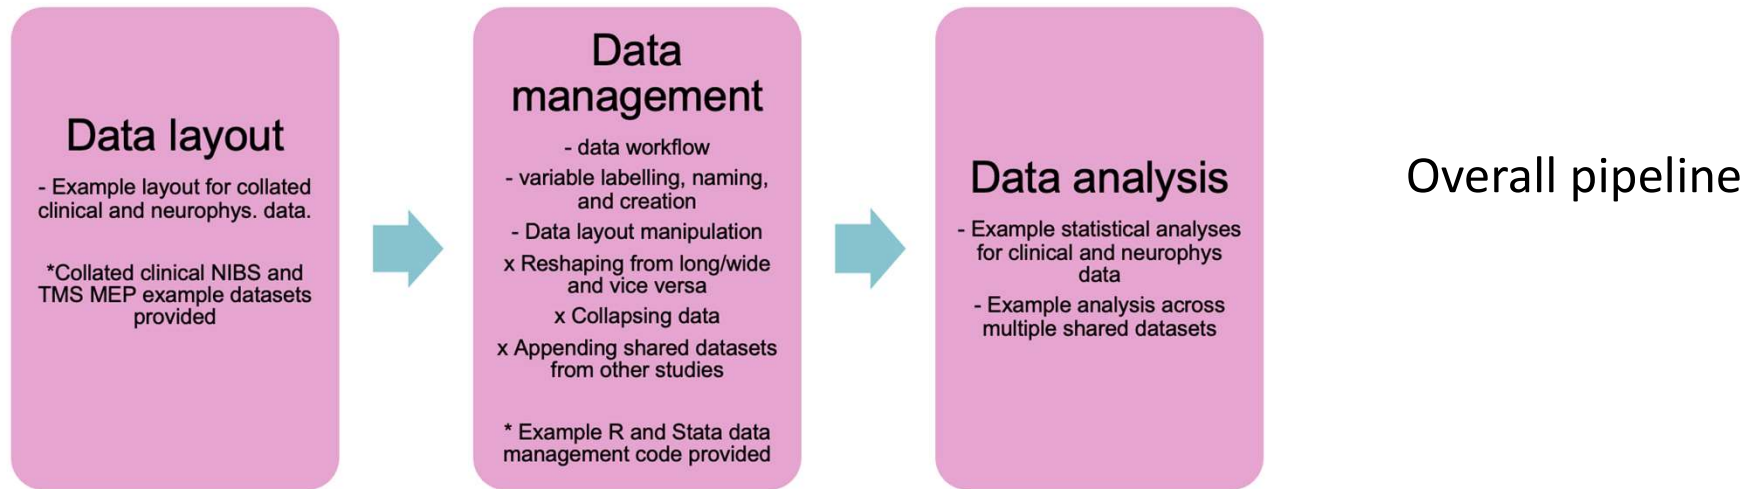 Data layout
- Example layout for collated
clinical and neurophys. data.
*Collated clinical NIBS and
TMS MEP example datasets
provided
Data
management
- data workflow
- variable labelling, naming,
and creation
- Data layout manipulation
x Reshaping from long/wide
and vice versa
x Collapsing data
x Appending shared datasets
from other studies
* Example R and Stata data
management code provided
Data analysis
- Example statistical analyses
for clinical and neurophys
data
- Example analysis across
multiple shared datasets
Overall pipeline